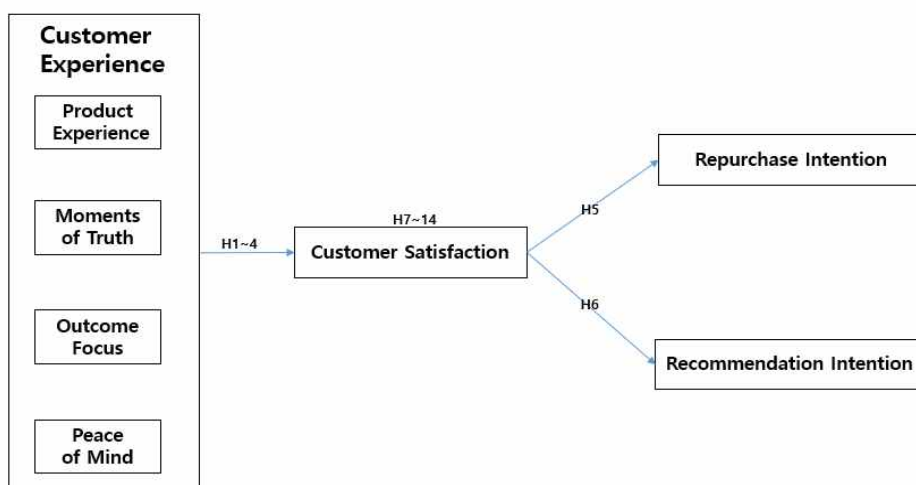 Customer
Experience
Product
Experience
Moments
of Truth
Outcome
Focus
Peace
of Mind
H1~4
H7~14
Customer Satisfaction
H5
H6
Repurchase Intention
Recommendation Intention